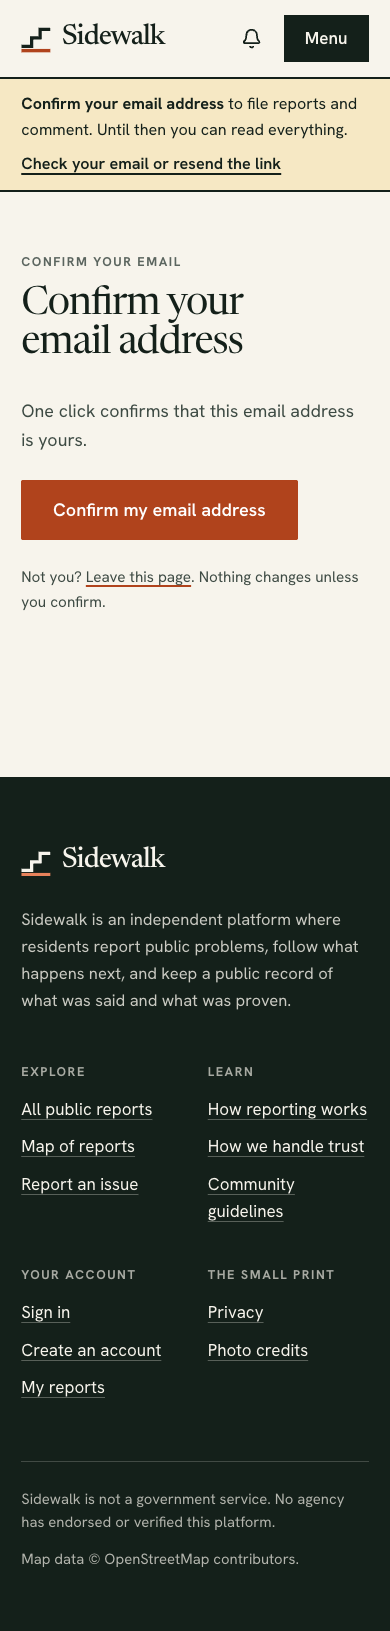 Sidewalk
Menu
Confirm your email address to file reports and
comment. Until then you can read everything.
Check your email or resend the link
CONFIRM YOUR EMAIL
Confirm your
email address
One click confirms that this email address
is yours.
Confirm my email address
Not you? Leave this page. Nothing changes unless
you confirm.
Sidewalk
Sidewalk is an independent platform where
residents report public problems, follow what
happens next, and keep a public record of
what was said and what was proven.
EXPLORE
All public reports
Map of reports
Report an issue
LEARN
How reporting works
How we handle trust
Community
guidelines
YOUR ACCOUNT
Sign in
Create an account
My reports
THE SMALL PRINT
Privacy
Photo credits
Sidewalk is not a government service. No agency
has endorsed or verified this platform.
Map data © OpenStreetMap contributors.